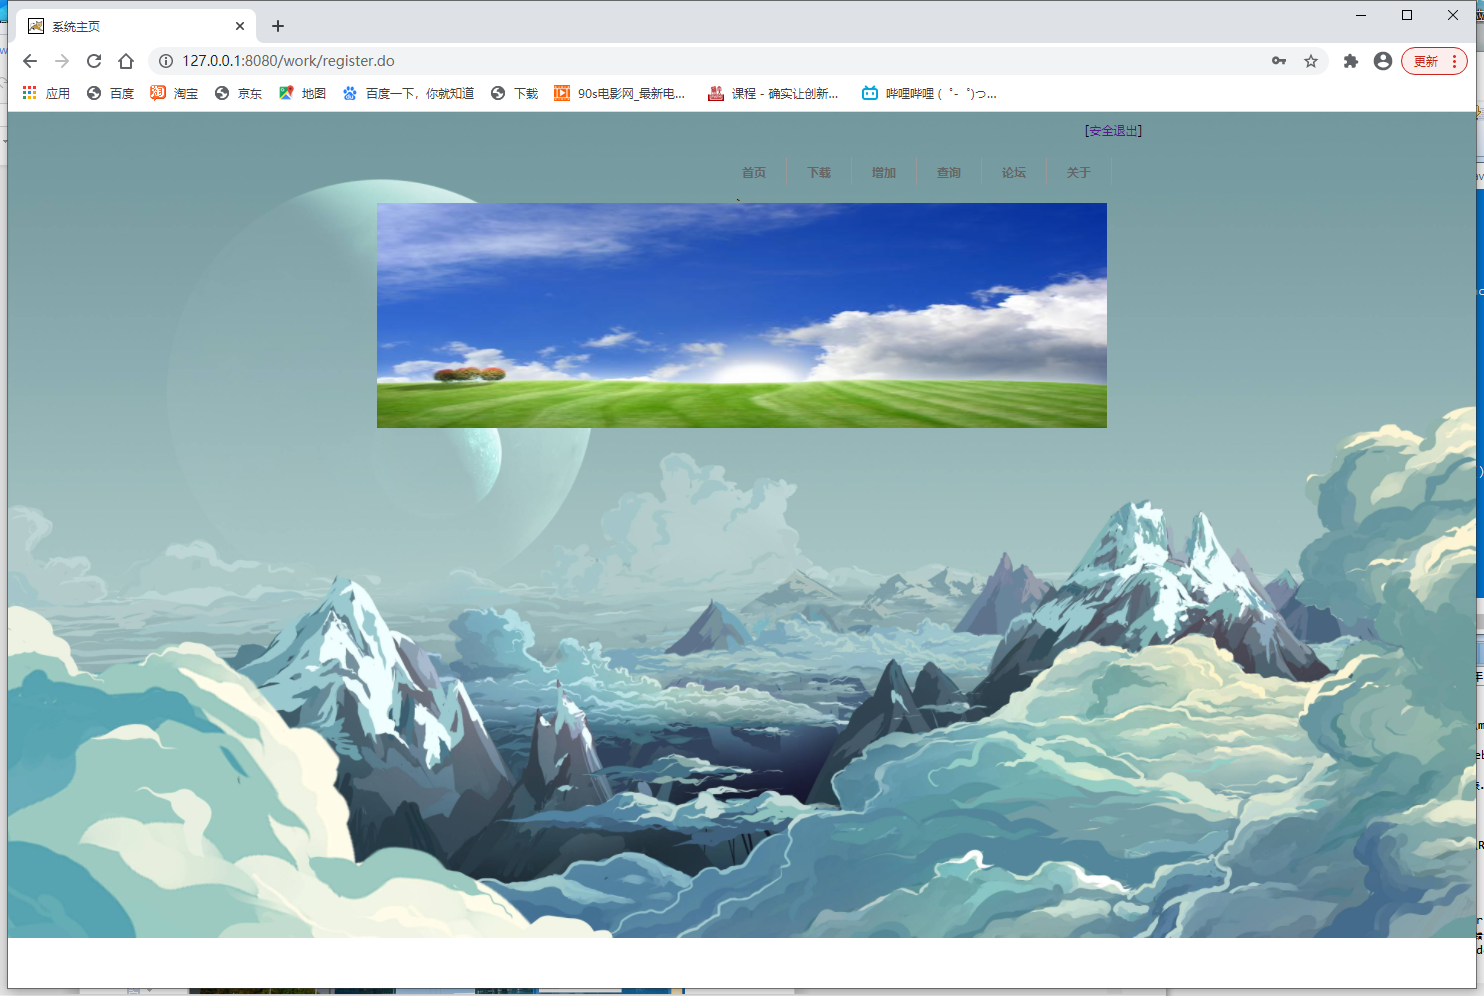 系统主页
127.0.0.1:8080/work/register.do
更新
应用 百度 淘宝 京东 地图 百度一下，你就知道 下载 90s电影网_最新电... 课程 - 确实让创新... 哔哩哔哩 ( ゜- ゜)つ...
[安全退出]
首页 下载 增加 查询 论坛 关于